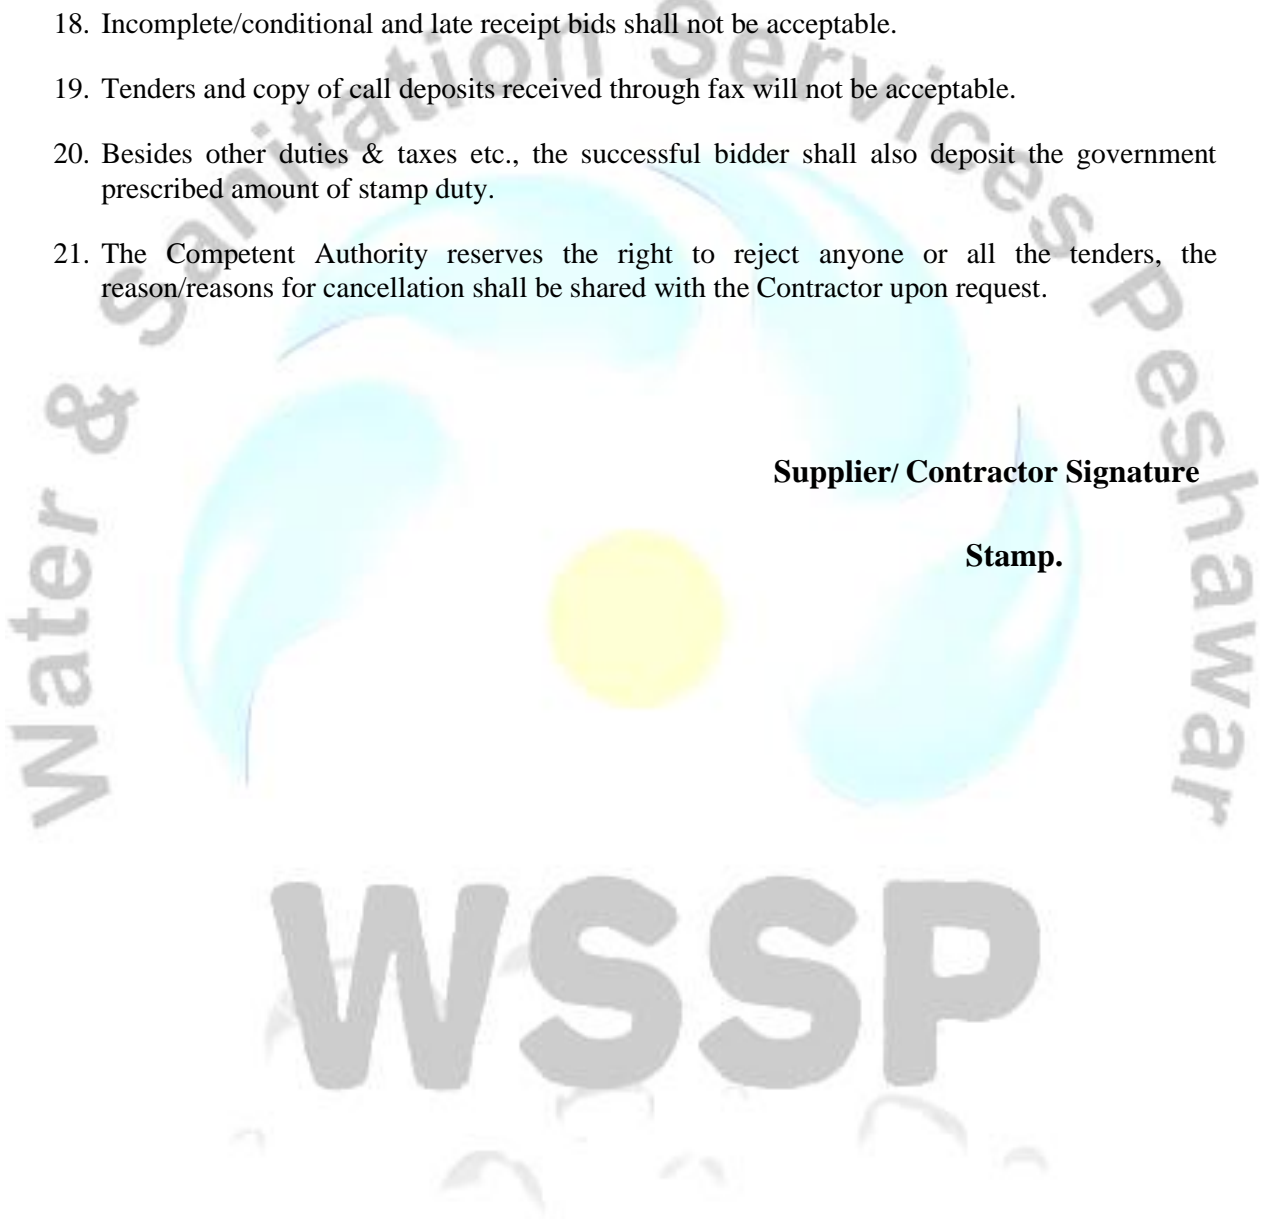 18. Incomplete/conditional and late receipt bids shall not be acceptable.
19. Tenders and copy of call deposits received through fax will not be acceptable.
20. Besides other duties & taxes etc., the successful bidder shall also deposit the government
prescribed amount of stamp duty.
21. The Competent Authority reserves the right to reject anyone or all the tenders, the
reason/reasons for cancellation shall be shared with the Contractor upon request.
Supplier/ Contractor Signature
Stamp.
Water & Sanitation Services Peshawar
WSSP